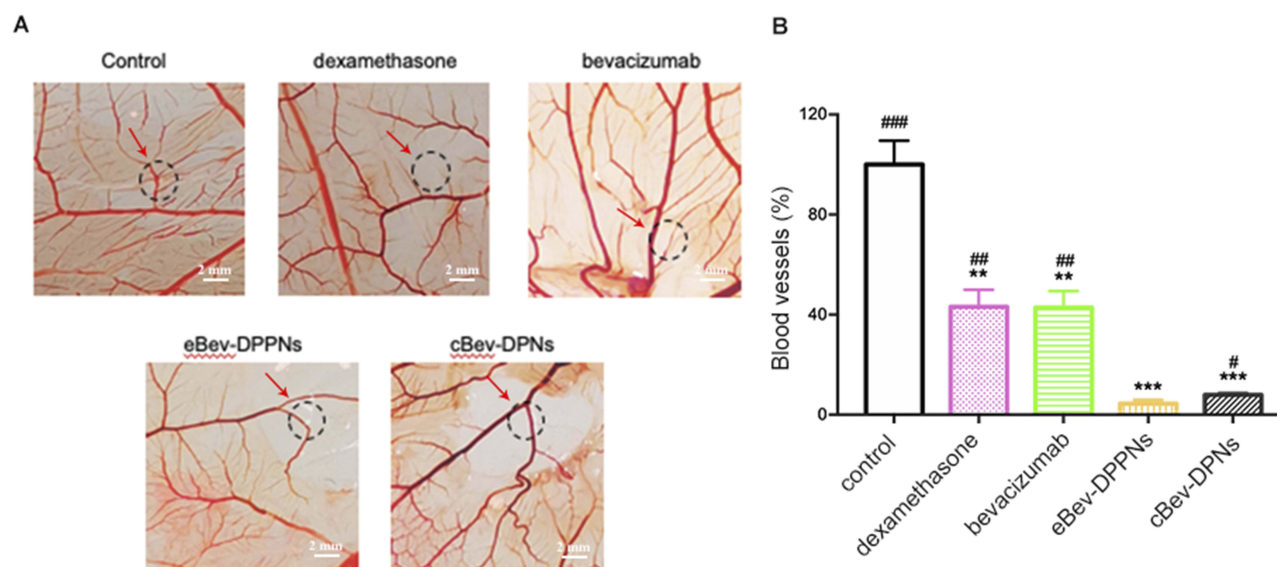 A
Control
dexamethasone
bevacizumab
2 mm
2 mm
2 mm
eBev-DPPNs
cBev-DPNs
2 mm
2 mm
B
Blood vessels (%)
120
80
40
0
###
##
**
##
**
***
#
***
control
dexamethasone
bevacizumab
eBev-DPPNs
cBev-DPNs